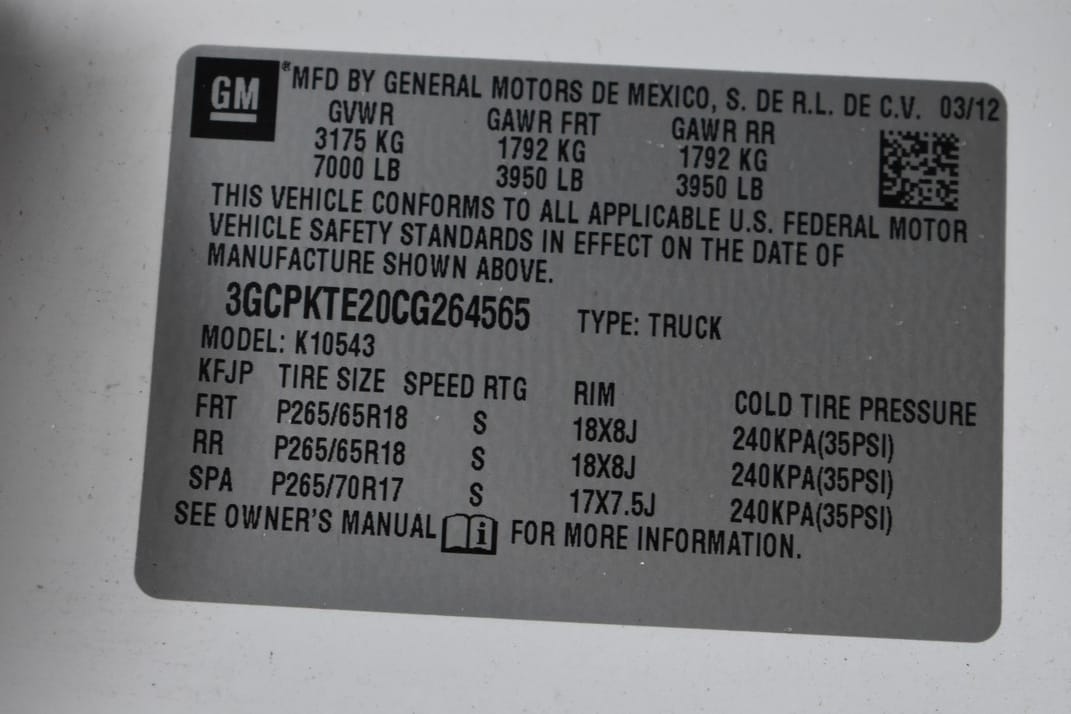 GM
*MFD BY GENERAL MOTORS DE MEXICO, S. DE R.L. DE C.V. 03/12
GVWR GAWR FRT GAWR RR
3175 KG 1792 KG 1792 KG
7000 LB 3950 LB 3950 LB
THIS VEHICLE CONFORMS TO ALL APPLICABLE U.S. FEDERAL MOTOR
VEHICLE SAFETY STANDARDS IN EFFECT ON THE DATE OF
MANUFACTURE SHOWN ABOVE.
3GCPKTE20CG264565 TYPE: TRUCK
MODEL: K10543
KFJP TIRE SIZE SPEED RTG RIM COLD TIRE PRESSURE
FRT P265/65R18 S 18X8J 240KPA(35PSI)
RR P265/65R18 S 18X8J 240KPA(35PSI)
SPA P265/70R17 S 17X7.5J 240KPA(35PSI)
SEE OWNER'S MANUAL i FOR MORE INFORMATION.